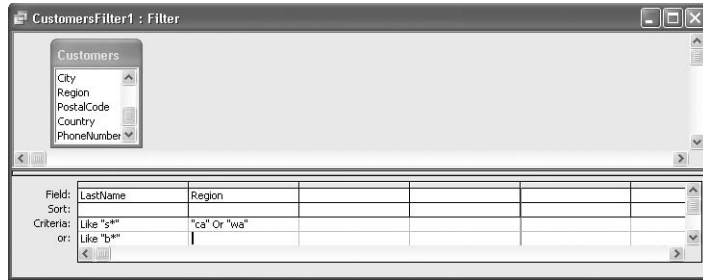 CustomersFilter1 : Filter
Customers
City
Region
PostalCode
Country
PhoneNumber
Field: LastName Region
Sort:
Criteria: Like "s*" "ca" Or "wa"
or: Like "b*"